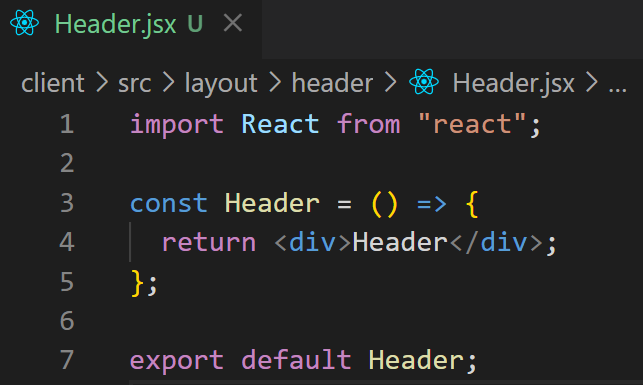 Header.jsx U
client > src > layout > header > Header.jsx > ...
1 import React from "react";
2
3 const Header = () => {
4   return <div>Header</div>;
5 };
6
7 export default Header;